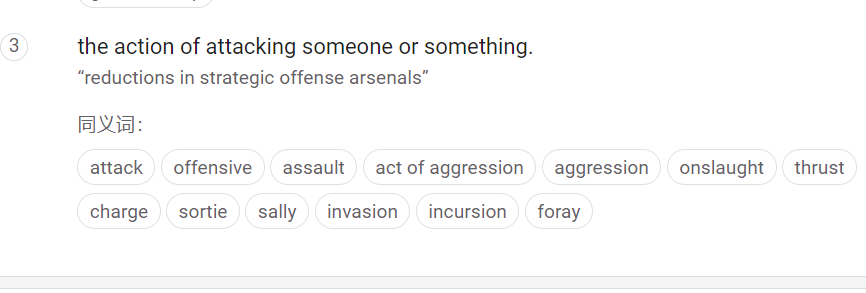 3
the action of attacking someone or something.
“reductions in strategic offense arsenals”
同义词：
attack offensive assault act of aggression aggression onslaught thrust
charge sortie sally invasion incursion foray